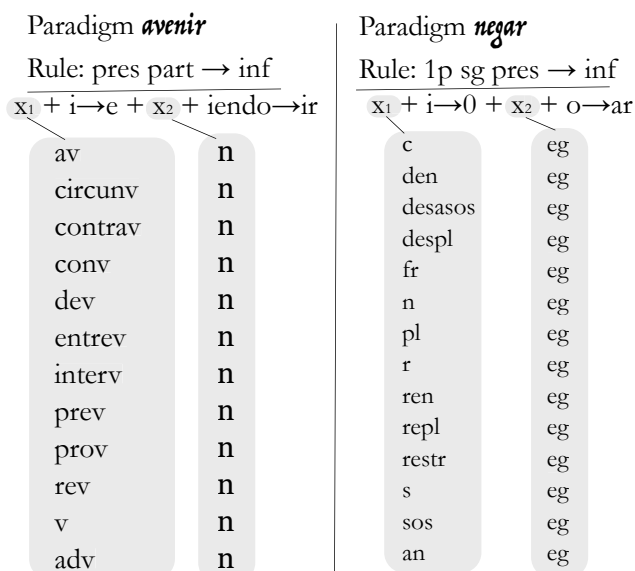 Paradigm avenir
Rule: pres part → inf
x1 + i→e + x2 + iendo→ir
av n
circunv n
contrav n
conv n
dev n
entrev n
interv n
prev n
prov n
rev n
v n
adv n
Paradigm negar
Rule: 1p sg pres → inf
x1 + i→0 + x2 + o→ar
c eg
den eg
desasos eg
despl eg
fr eg
n eg
pl eg
r eg
ren eg
repl eg
restr eg
s eg
sos eg
an eg